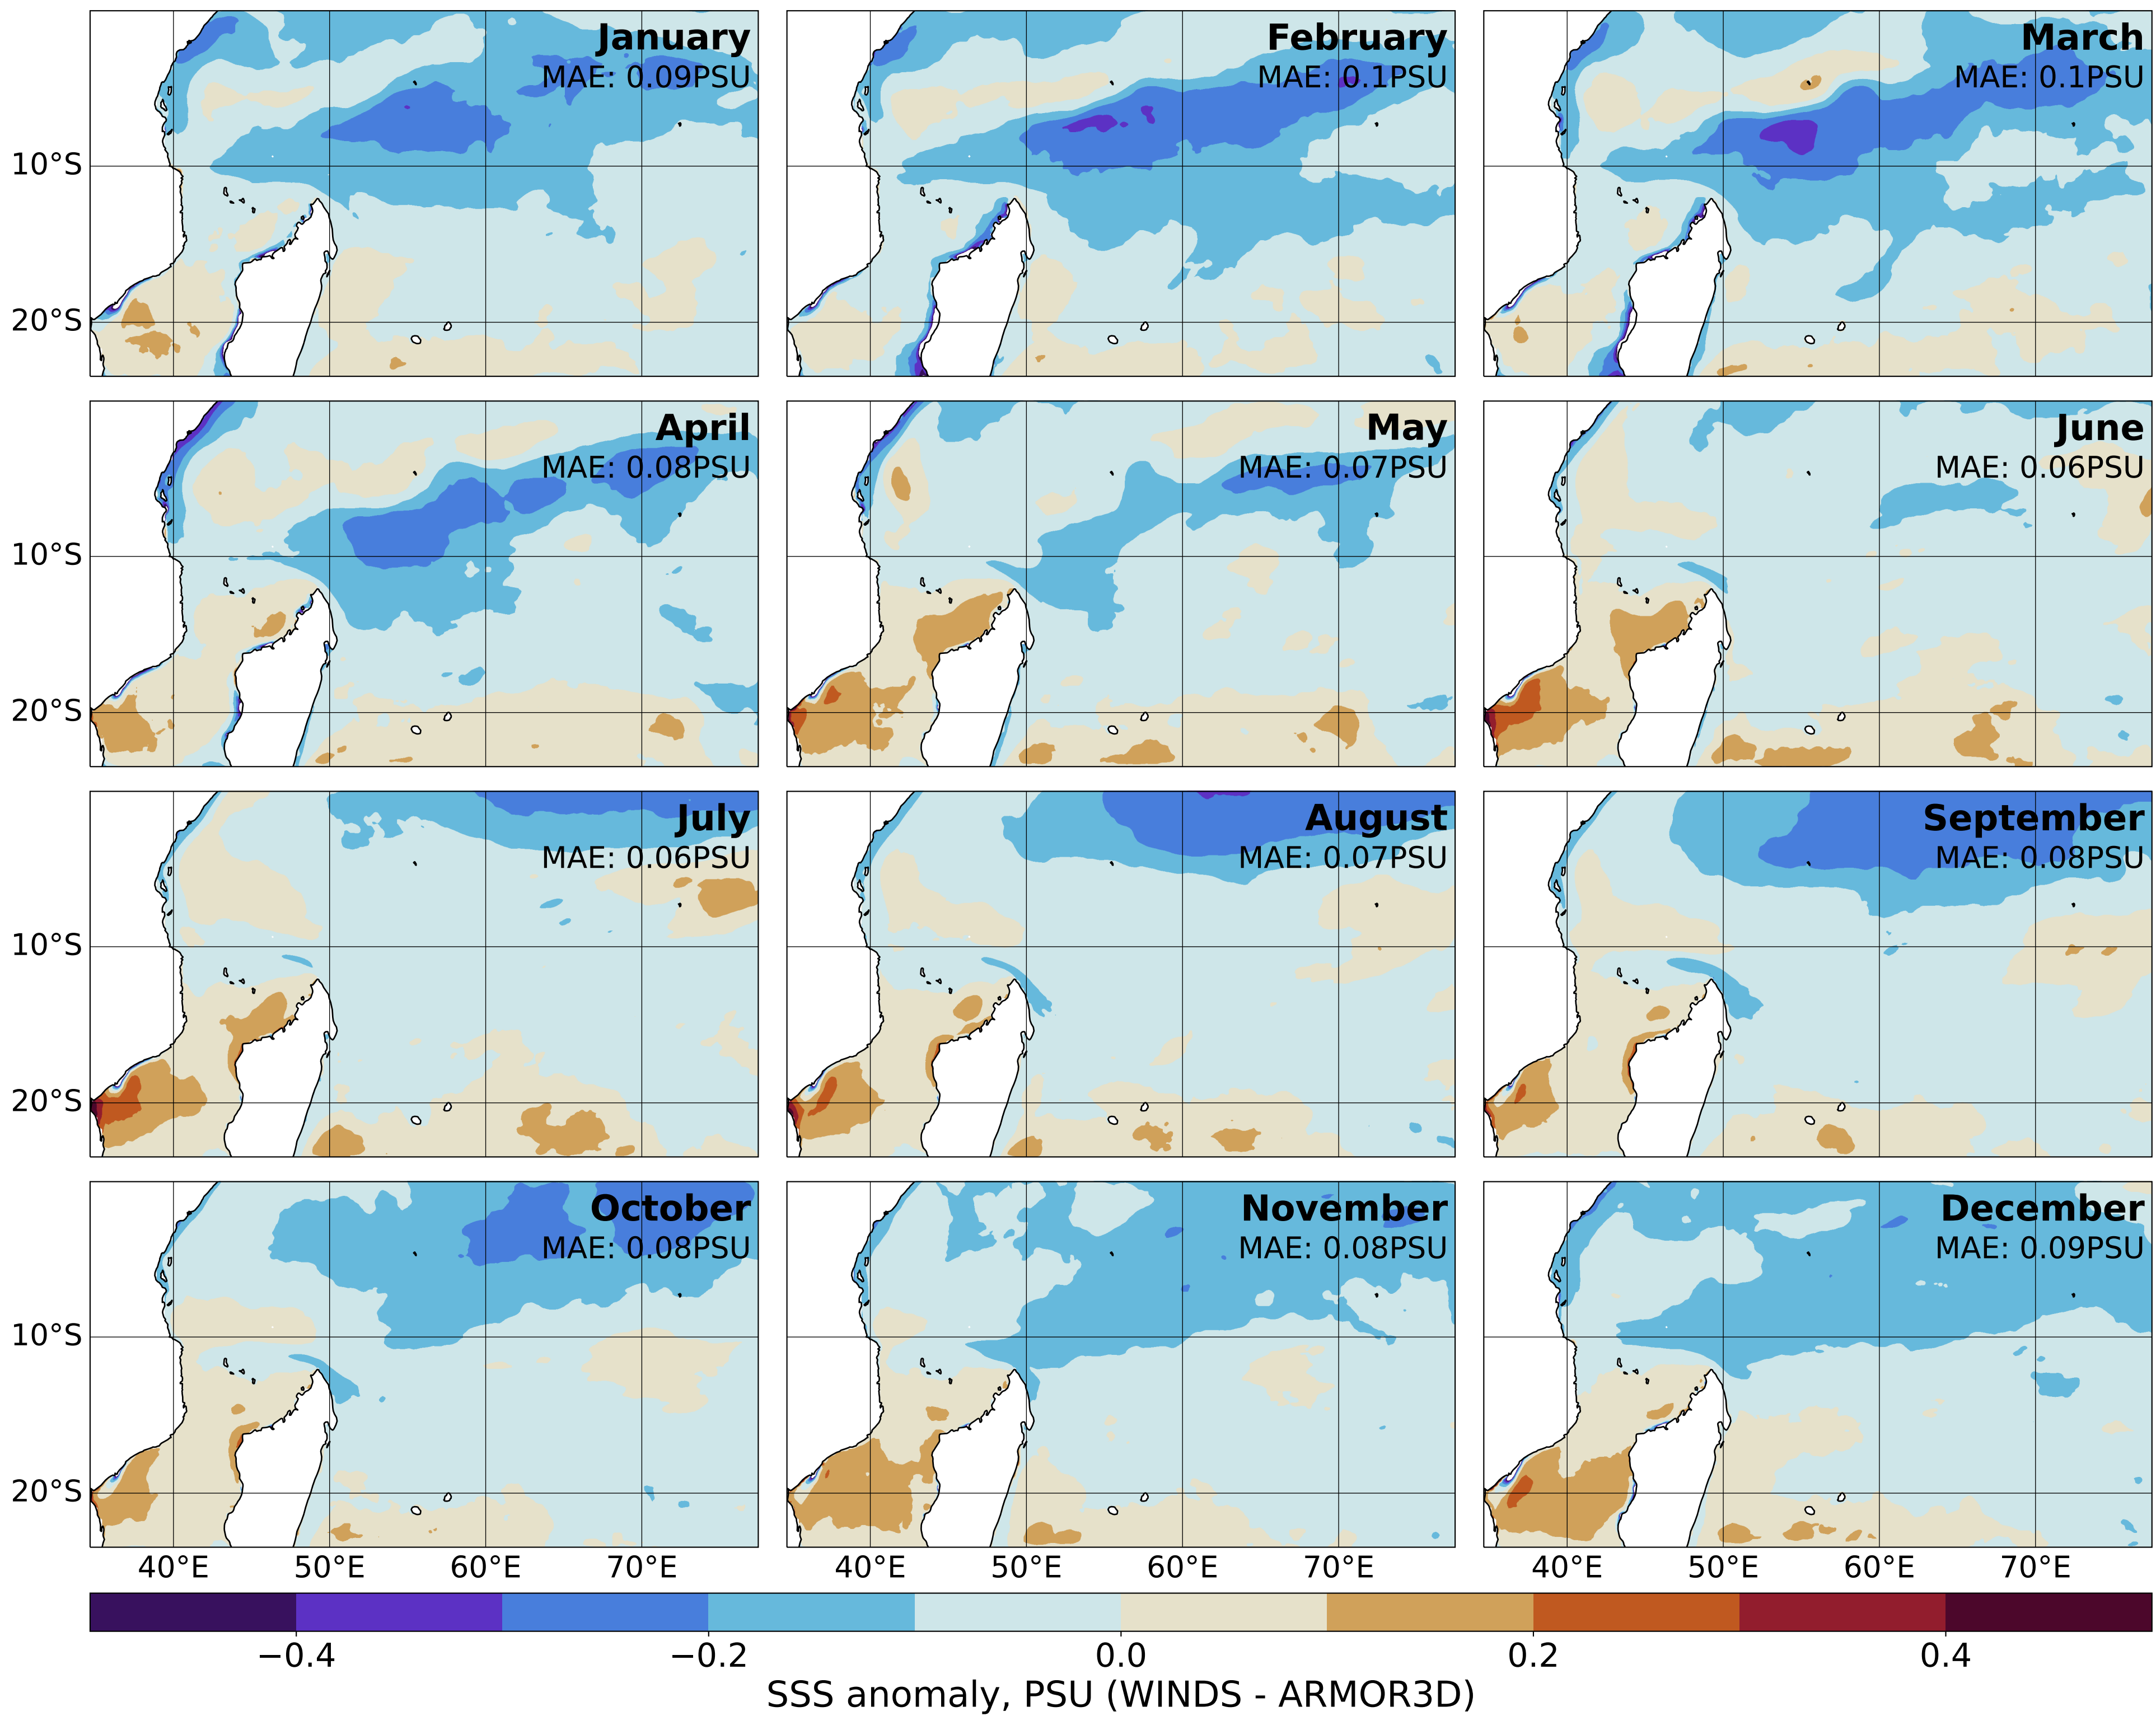 January
MAE: 0.09PSU
February
MAE: 0.1PSU
March
MAE: 0.1PSU
10°S
20°S
April
MAE: 0.08PSU
May
MAE: 0.07PSU
June
MAE: 0.06PSU
10°S
20°S
July
MAE: 0.06PSU
August
MAE: 0.07PSU
September
MAE: 0.08PSU
10°S
20°S
October
MAE: 0.08PSU
November
MAE: 0.08PSU
December
MAE: 0.09PSU
10°S
20°S
40°E 50°E 60°E 70°E 40°E 50°E 60°E 70°E 40°E 50°E 60°E 70°E
−0.4 −0.2 0.0 0.2 0.4
SSS anomaly, PSU (WINDS - ARMOR3D)